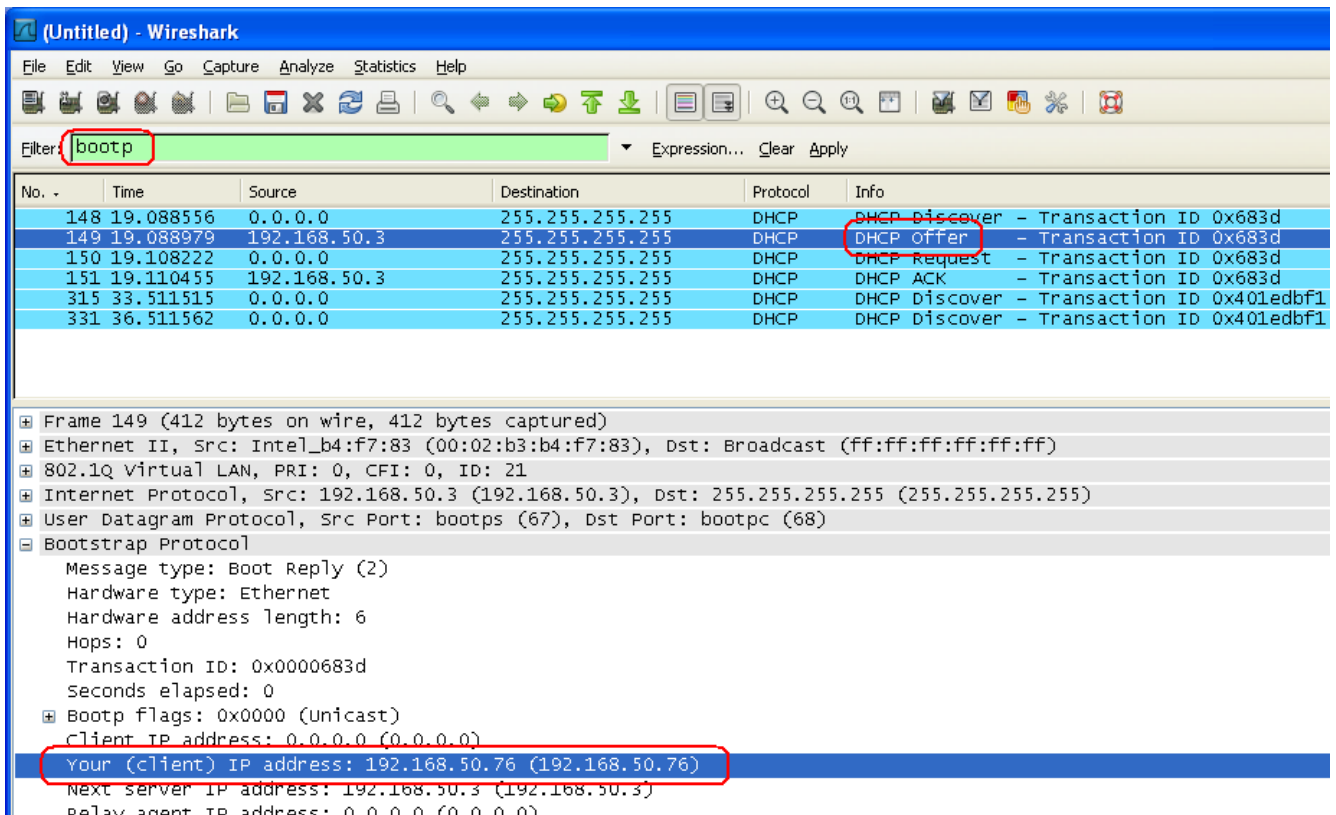 (Untitled) - Wireshark
File Edit View Go Capture Analyze Statistics Help
Filter: bootp Expression... Clear Apply
No. - Time Source Destination Protocol Info
148 19.088556 0.0.0.0 255.255.255.255 DHCP DHCP Discover - Transaction ID 0x683d
149 19.088979 192.168.50.3 255.255.255.255 DHCP DHCP Offer - Transaction ID 0x683d
150 19.108222 0.0.0.0 255.255.255.255 DHCP DHCP Request - Transaction ID 0x683d
151 19.110455 192.168.50.3 255.255.255.255 DHCP DHCP ACK - Transaction ID 0x683d
315 33.511515 0.0.0.0 255.255.255.255 DHCP DHCP Discover - Transaction ID 0x401edbf1
331 36.511562 0.0.0.0 255.255.255.255 DHCP DHCP Discover - Transaction ID 0x401edbf1
Frame 149 (412 bytes on wire, 412 bytes captured)
Ethernet II, Src: Intel_b4:f7:83 (00:02:b3:b4:f7:83), Dst: Broadcast (ff:ff:ff:ff:ff:ff)
802.1Q Virtual LAN, PRI: 0, CFI: 0, ID: 21
Internet Protocol, Src: 192.168.50.3 (192.168.50.3), Dst: 255.255.255.255 (255.255.255.255)
User Datagram Protocol, Src Port: bootps (67), Dst Port: bootpc (68)
Bootstrap Protocol
Message type: Boot Reply (2)
Hardware type: Ethernet
Hardware address length: 6
Hops: 0
Transaction ID: 0x0000683d
Seconds elapsed: 0
Bootp flags: 0x0000 (Unicast)
Client IP address: 0.0.0.0 (0.0.0.0)
Your (client) IP address: 192.168.50.76 (192.168.50.76)
Next server IP address: 192.168.50.3 (192.168.50.3)
Relay agent IP address: 0.0.0.0 (0.0.0.0)